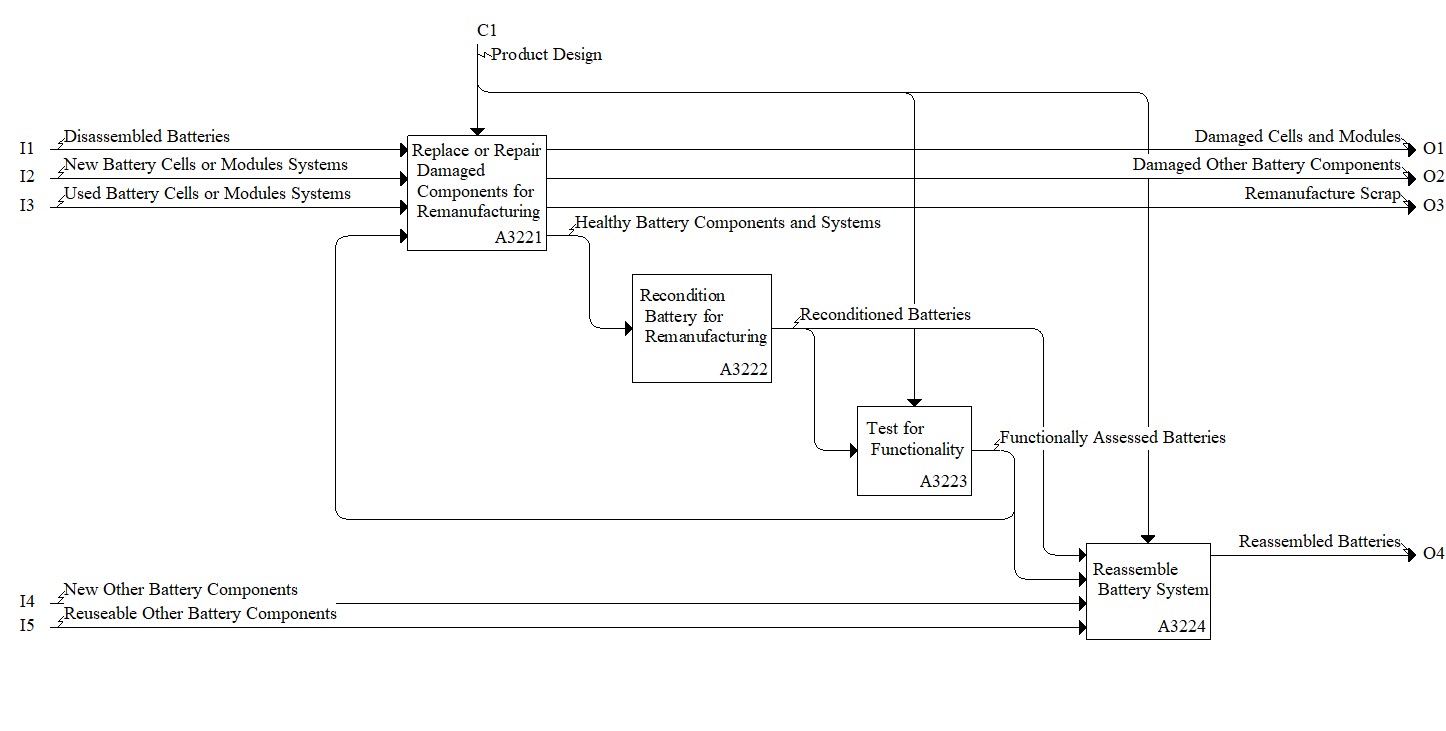 C1
Product Design
Disassembled Batteries
I1
New Battery Cells or Modules Systems
I2
Used Battery Cells or Modules Systems
I3
Replace or Repair
Damaged
Components for
Remanufacturing
A3221
Damaged Cells and Modules
O1
Damaged Other Battery Components
O2
Remanufacture Scrap
O3
Healthy Battery Components and Systems
Recondition
Battery for
Remanufacturing
A3222
Reconditioned Batteries
Test for
Functionality
A3223
Functionally Assessed Batteries
Reassembled Batteries
O4
Reassemble
Battery System
A3224
New Other Battery Components
I4
Reuseable Other Battery Components
I5